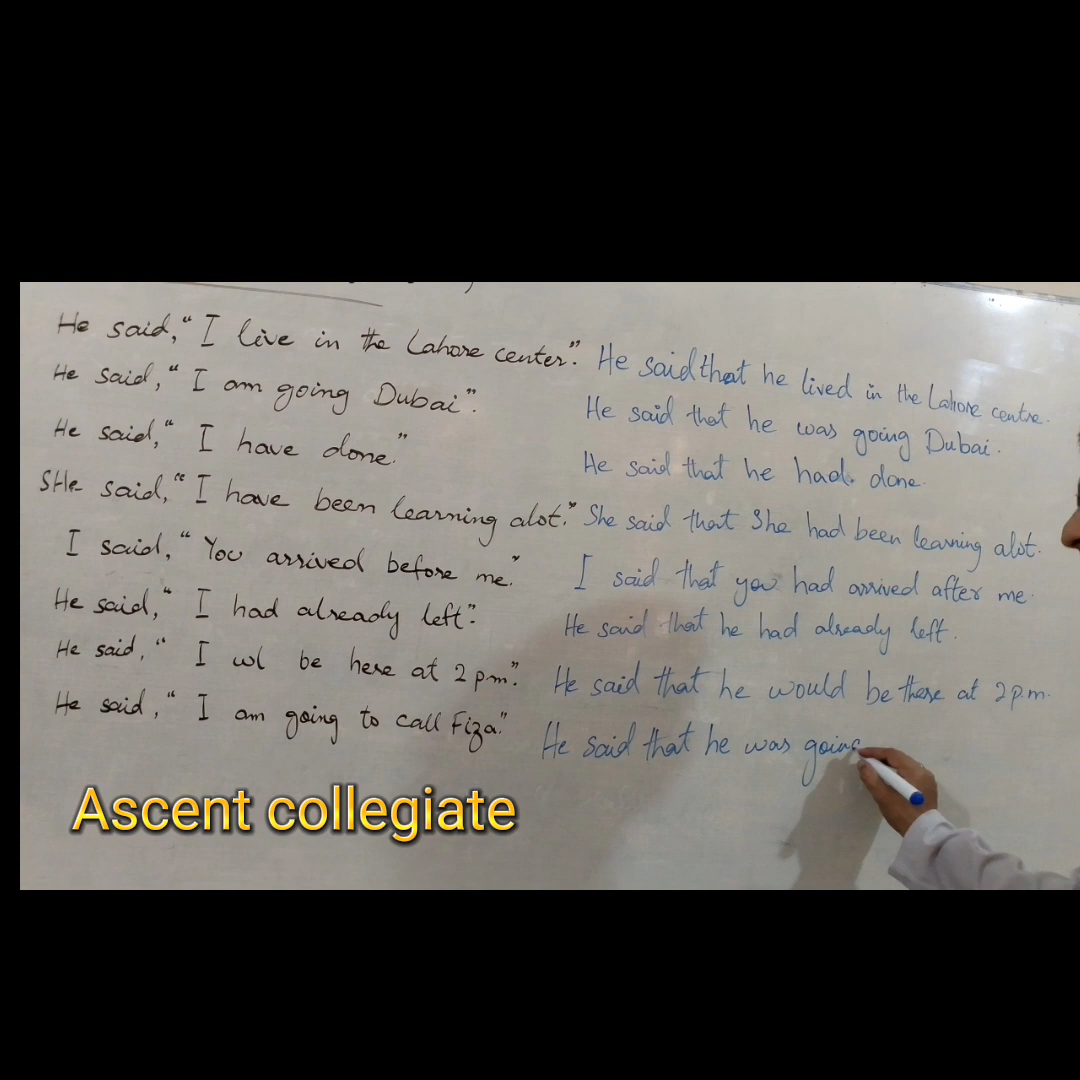 He said, “I live in the Lahore center”.
He said that he lived in the Lahore centre.
He said, “I am going Dubai”.
He said that he was going Dubai.
He said, “I have done.”
He said that he had. done.
SHe said, “I have been learning alot.”
She said that She had been learning alot.
I said, “You arrived before me.”
I said that you had arrived after me.
He said, “I had already left”.
He said that he had already left.
He said, “I wl be here at 2 pm”.
He said that he would be there at 2 p.m.
He said, “I am going to call Fiza.”
He said that he was going
Ascent collegiate